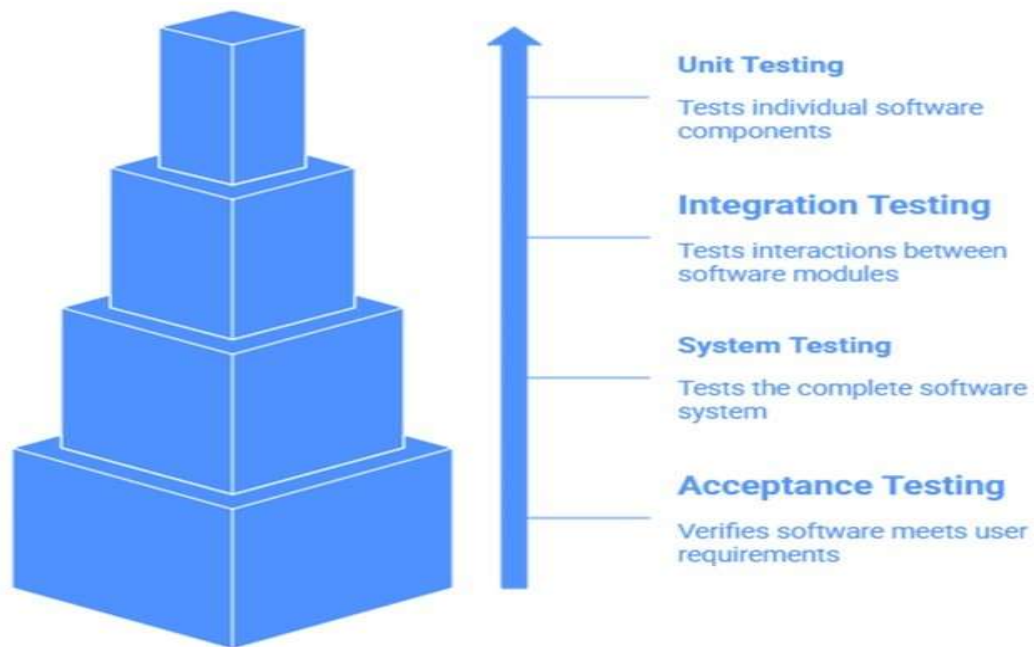 Unit Testing
Tests individual software
components
Integration Testing
Tests interactions between
software modules
System Testing
Tests the complete software
system
Acceptance Testing
Verifies software meets user
requirements